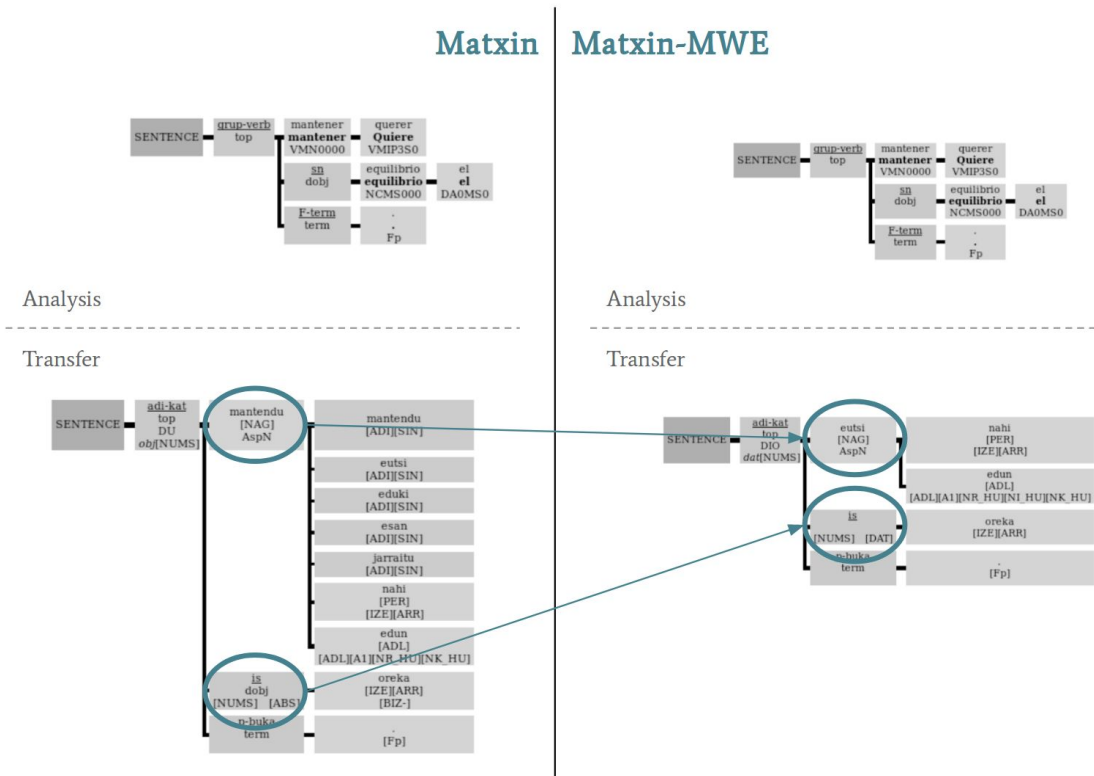 Matxin
Matxin-MWE
SENTENCE
grup-verb
top
mantener
mantener
VMN0000
querer
Quiere
VMIP3S0
sn
dobj
equilibrio
equilibrio
NCMS000
el
el
DA0MS0
F-term
term
.
.
Fp
Analysis
Transfer
SENTENCE
adi-kat
top
DU
obj[NUMS]
mantendu
[NAG]
AspN
mantendu
[ADI][SIN]
eutsi
[ADI][SIN]
eduki
[ADI][SIN]
esan
[ADI][SIN]
jarraitu
[ADI][SIN]
nahi
[PER]
[IZE][ARR]
edun
[ADL]
[ADL][A1][NR_HU][NK_HU]
is
dobj
[NUMS] [ABS]
oreka
[IZE][ARR]
[BIZ-]
p-buka
term
.
[Fp]
SENTENCE
grup-verb
top
mantener
mantener
VMN0000
querer
Quiere
VMIP3S0
sn
dobj
equilibrio
equilibrio
NCMS000
el
el
DA0MS0
F-term
term
.
.
Fp
Analysis
Transfer
SENTENCE
adi-kat
top
DIO
dat[NUMS]
eutsi
[NAG]
AspN
nahi
[PER]
[IZE][ARR]
edun
[ADL]
[ADL][A1][NR_HU][NI_HU][NK_HU]
is
[NUMS] [DAT]
oreka
[IZE][ARR]
p-buka
term
.
[Fp]